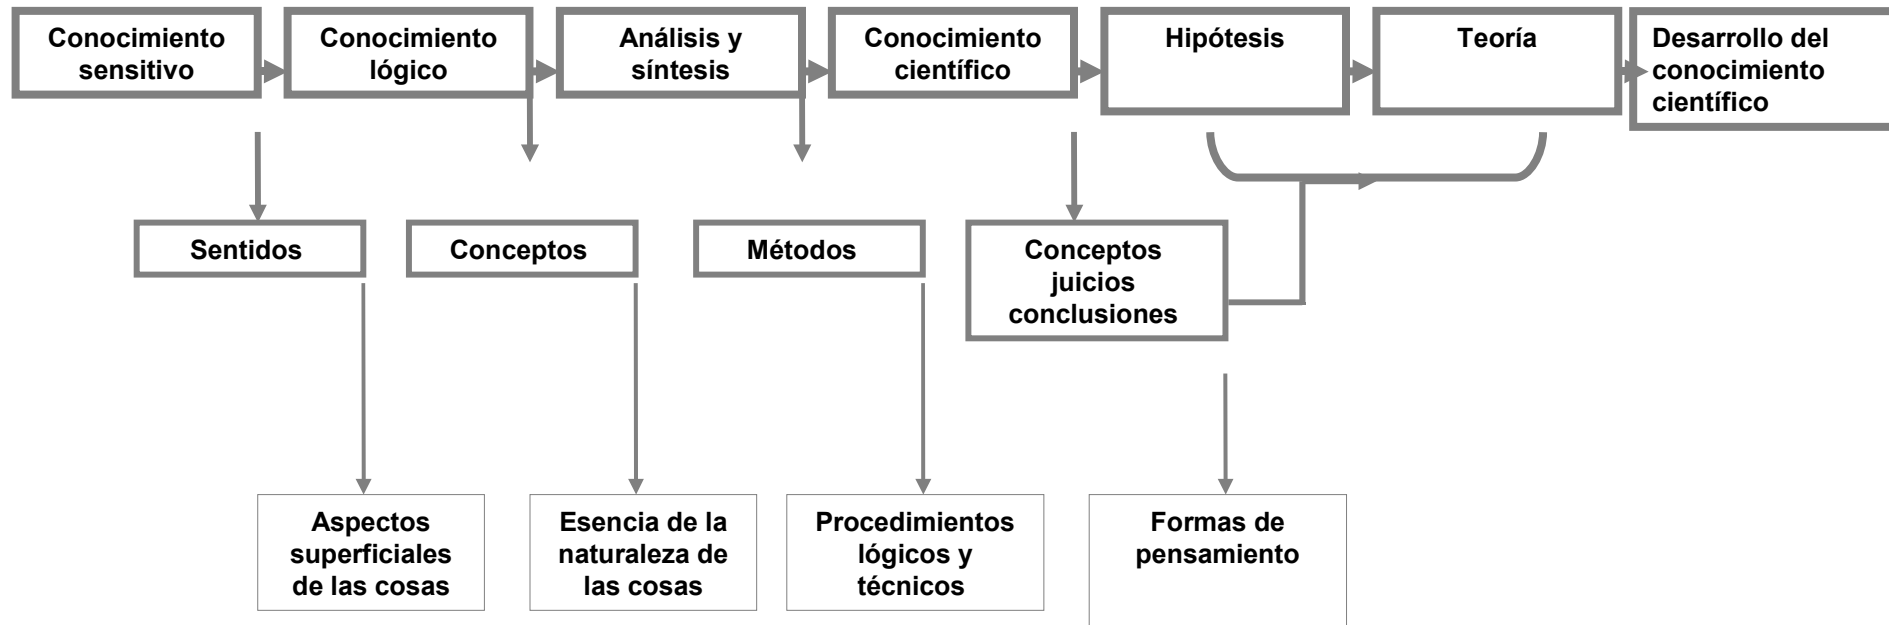 Conocimiento
sensitivo
Conocimiento
lógico
Análisis y
síntesis
Conocimiento
científico
Hipótesis
Teoría
Desarrollo del
conocimiento
científico
Sentidos
Conceptos
Métodos
Conceptos
juicios
conclusiones
Aspectos
superficiales
de las cosas
Esencia de la
naturaleza de
las cosas
Procedimientos
lógicos y
técnicos
Formas de
pensamiento